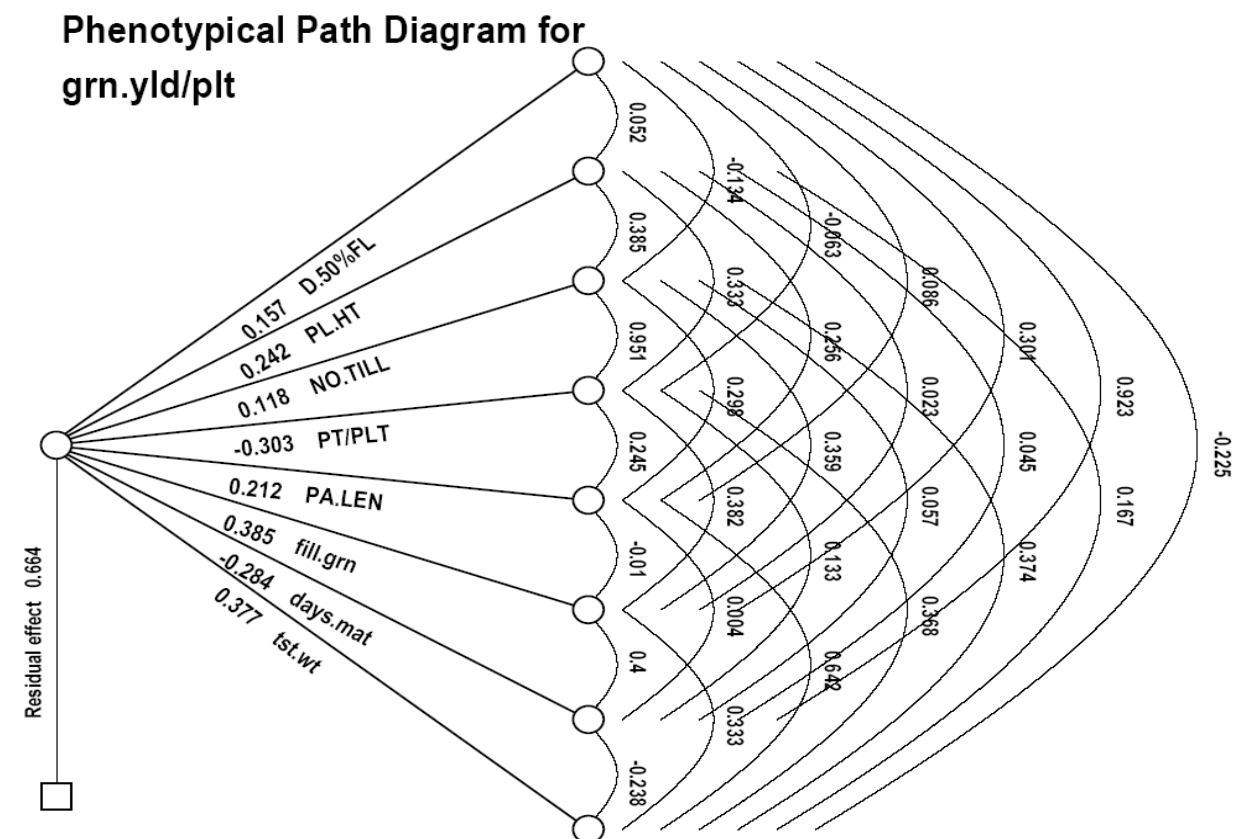 Phenotypical Path Diagram for
grn.yld/plt
0.157 D.50%FL
0.242 PL.HT
0.118 NO.TILL
-0.303 PT/PLT
0.212 PA.LEN
0.385 fill.grn
-0.284 days.mat
0.377 tst.wt
Residual effect 0.664
0.052
0.385
0.951
0.245
-0.01
0.4
-0.238
-0.134
0.333
0.298
0.382
0.004
0.333
-0.063
0.256
0.359
0.133
0.642
0.086
0.023
0.057
0.368
0.301
0.045
0.374
0.923
0.167
-0.225